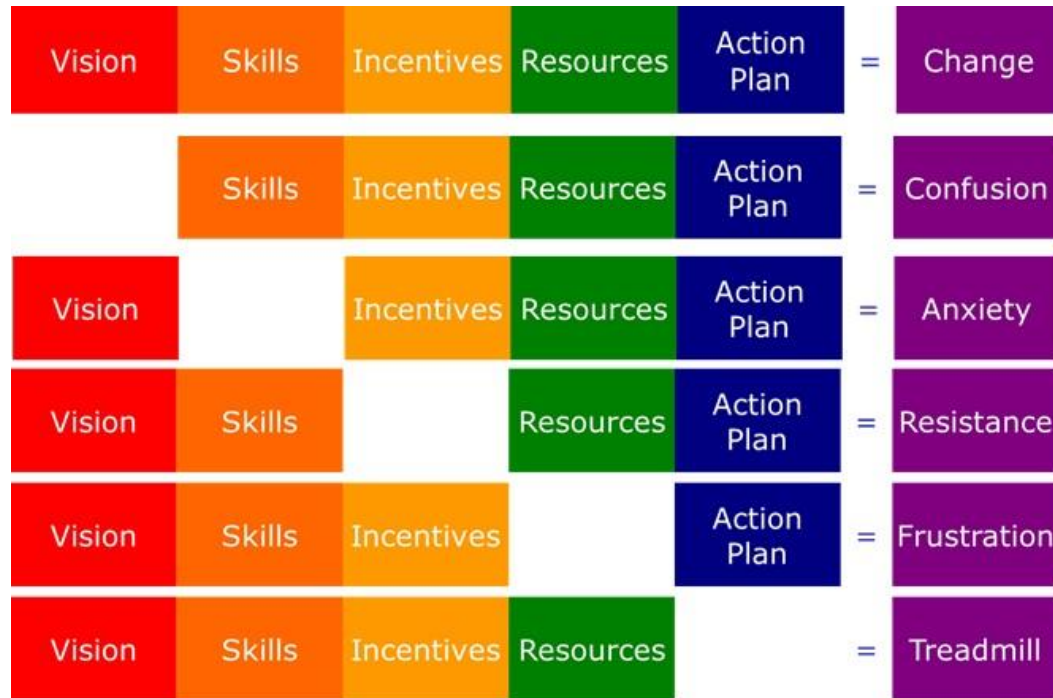 Vision Skills Incentives Resources Action Plan = Change
Skills Incentives Resources Action Plan = Confusion
Vision Incentives Resources Action Plan = Anxiety
Vision Skills Resources Action Plan = Resistance
Vision Skills Incentives Action Plan = Frustration
Vision Skills Incentives Resources = Treadmill